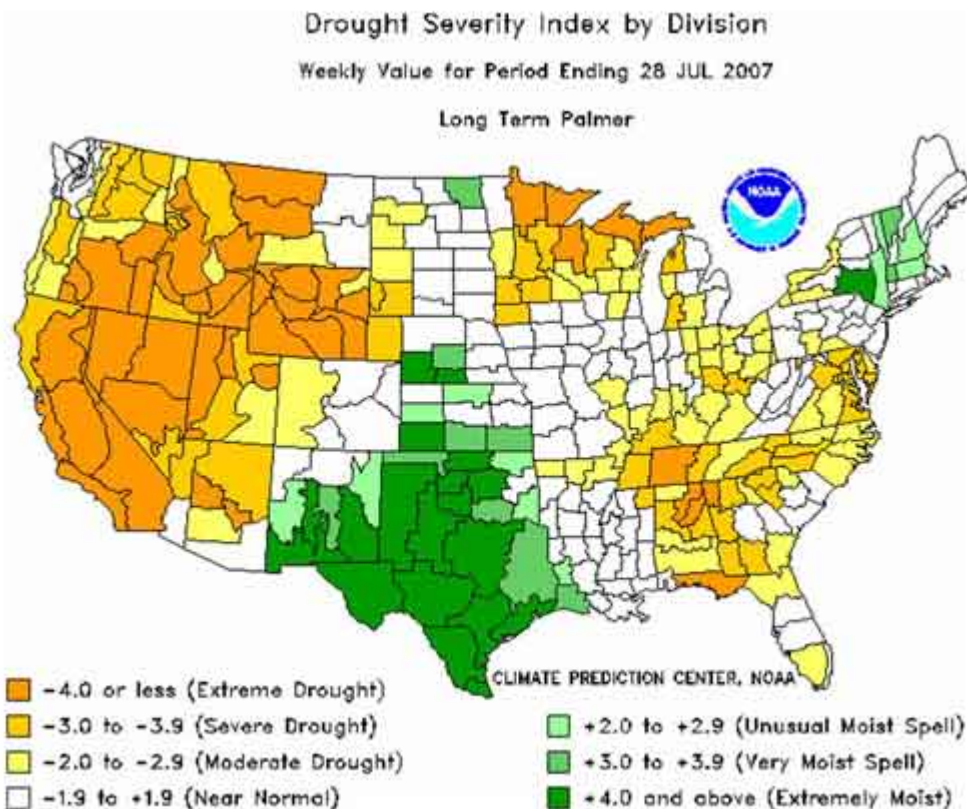 Drought Severity Index by Division
Weekly Value for Period Ending 28 JUL 2007
Long Term Palmer
NOAA
CLIMATE PREDICTION CENTER, NOAA
-4.0 or less (Extreme Drought)
-3.0 to -3.9 (Severe Drought)
-2.0 to -2.9 (Moderate Drought)
-1.9 to +1.9 (Near Normal)
+2.0 to +2.9 (Unusual Moist Spell)
+3.0 to +3.9 (Very Moist Spell)
+4.0 and above (Extremely Moist)